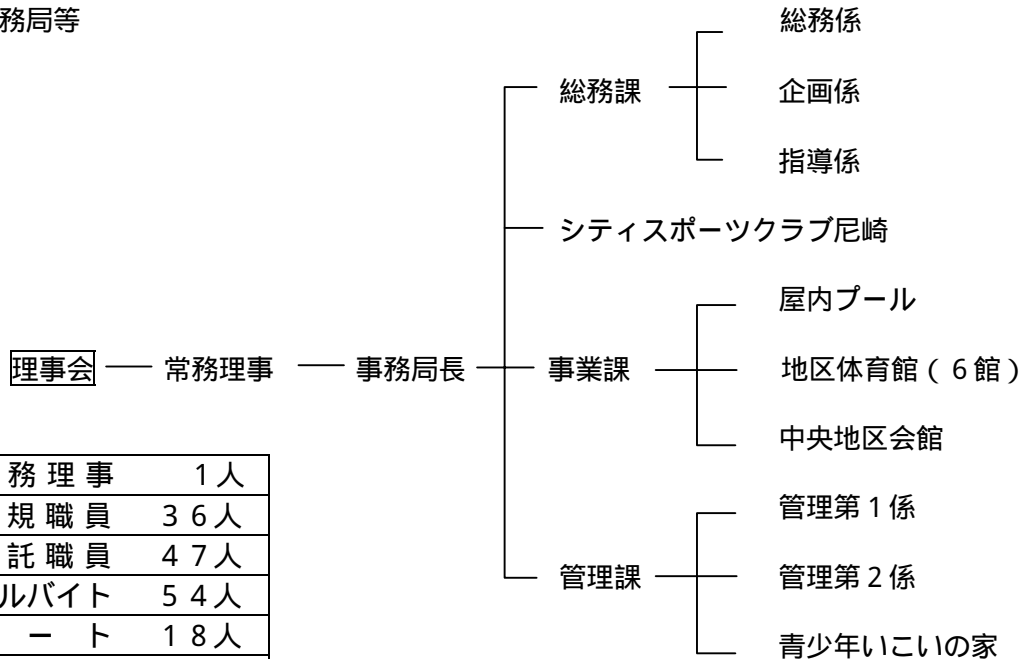 務局等
総務係
総務課
企画係
指導係
シティスポーツクラブ尼崎
屋内プール
理事会 常務理事 事務局長 事業課 地区体育館(6館)
中央地区会館
務理事 1人
規職員 36人
託職員 47人
ルバイト 54人
ート 18人
管理第1係
管理課 管理第2係
青少年いこいの家